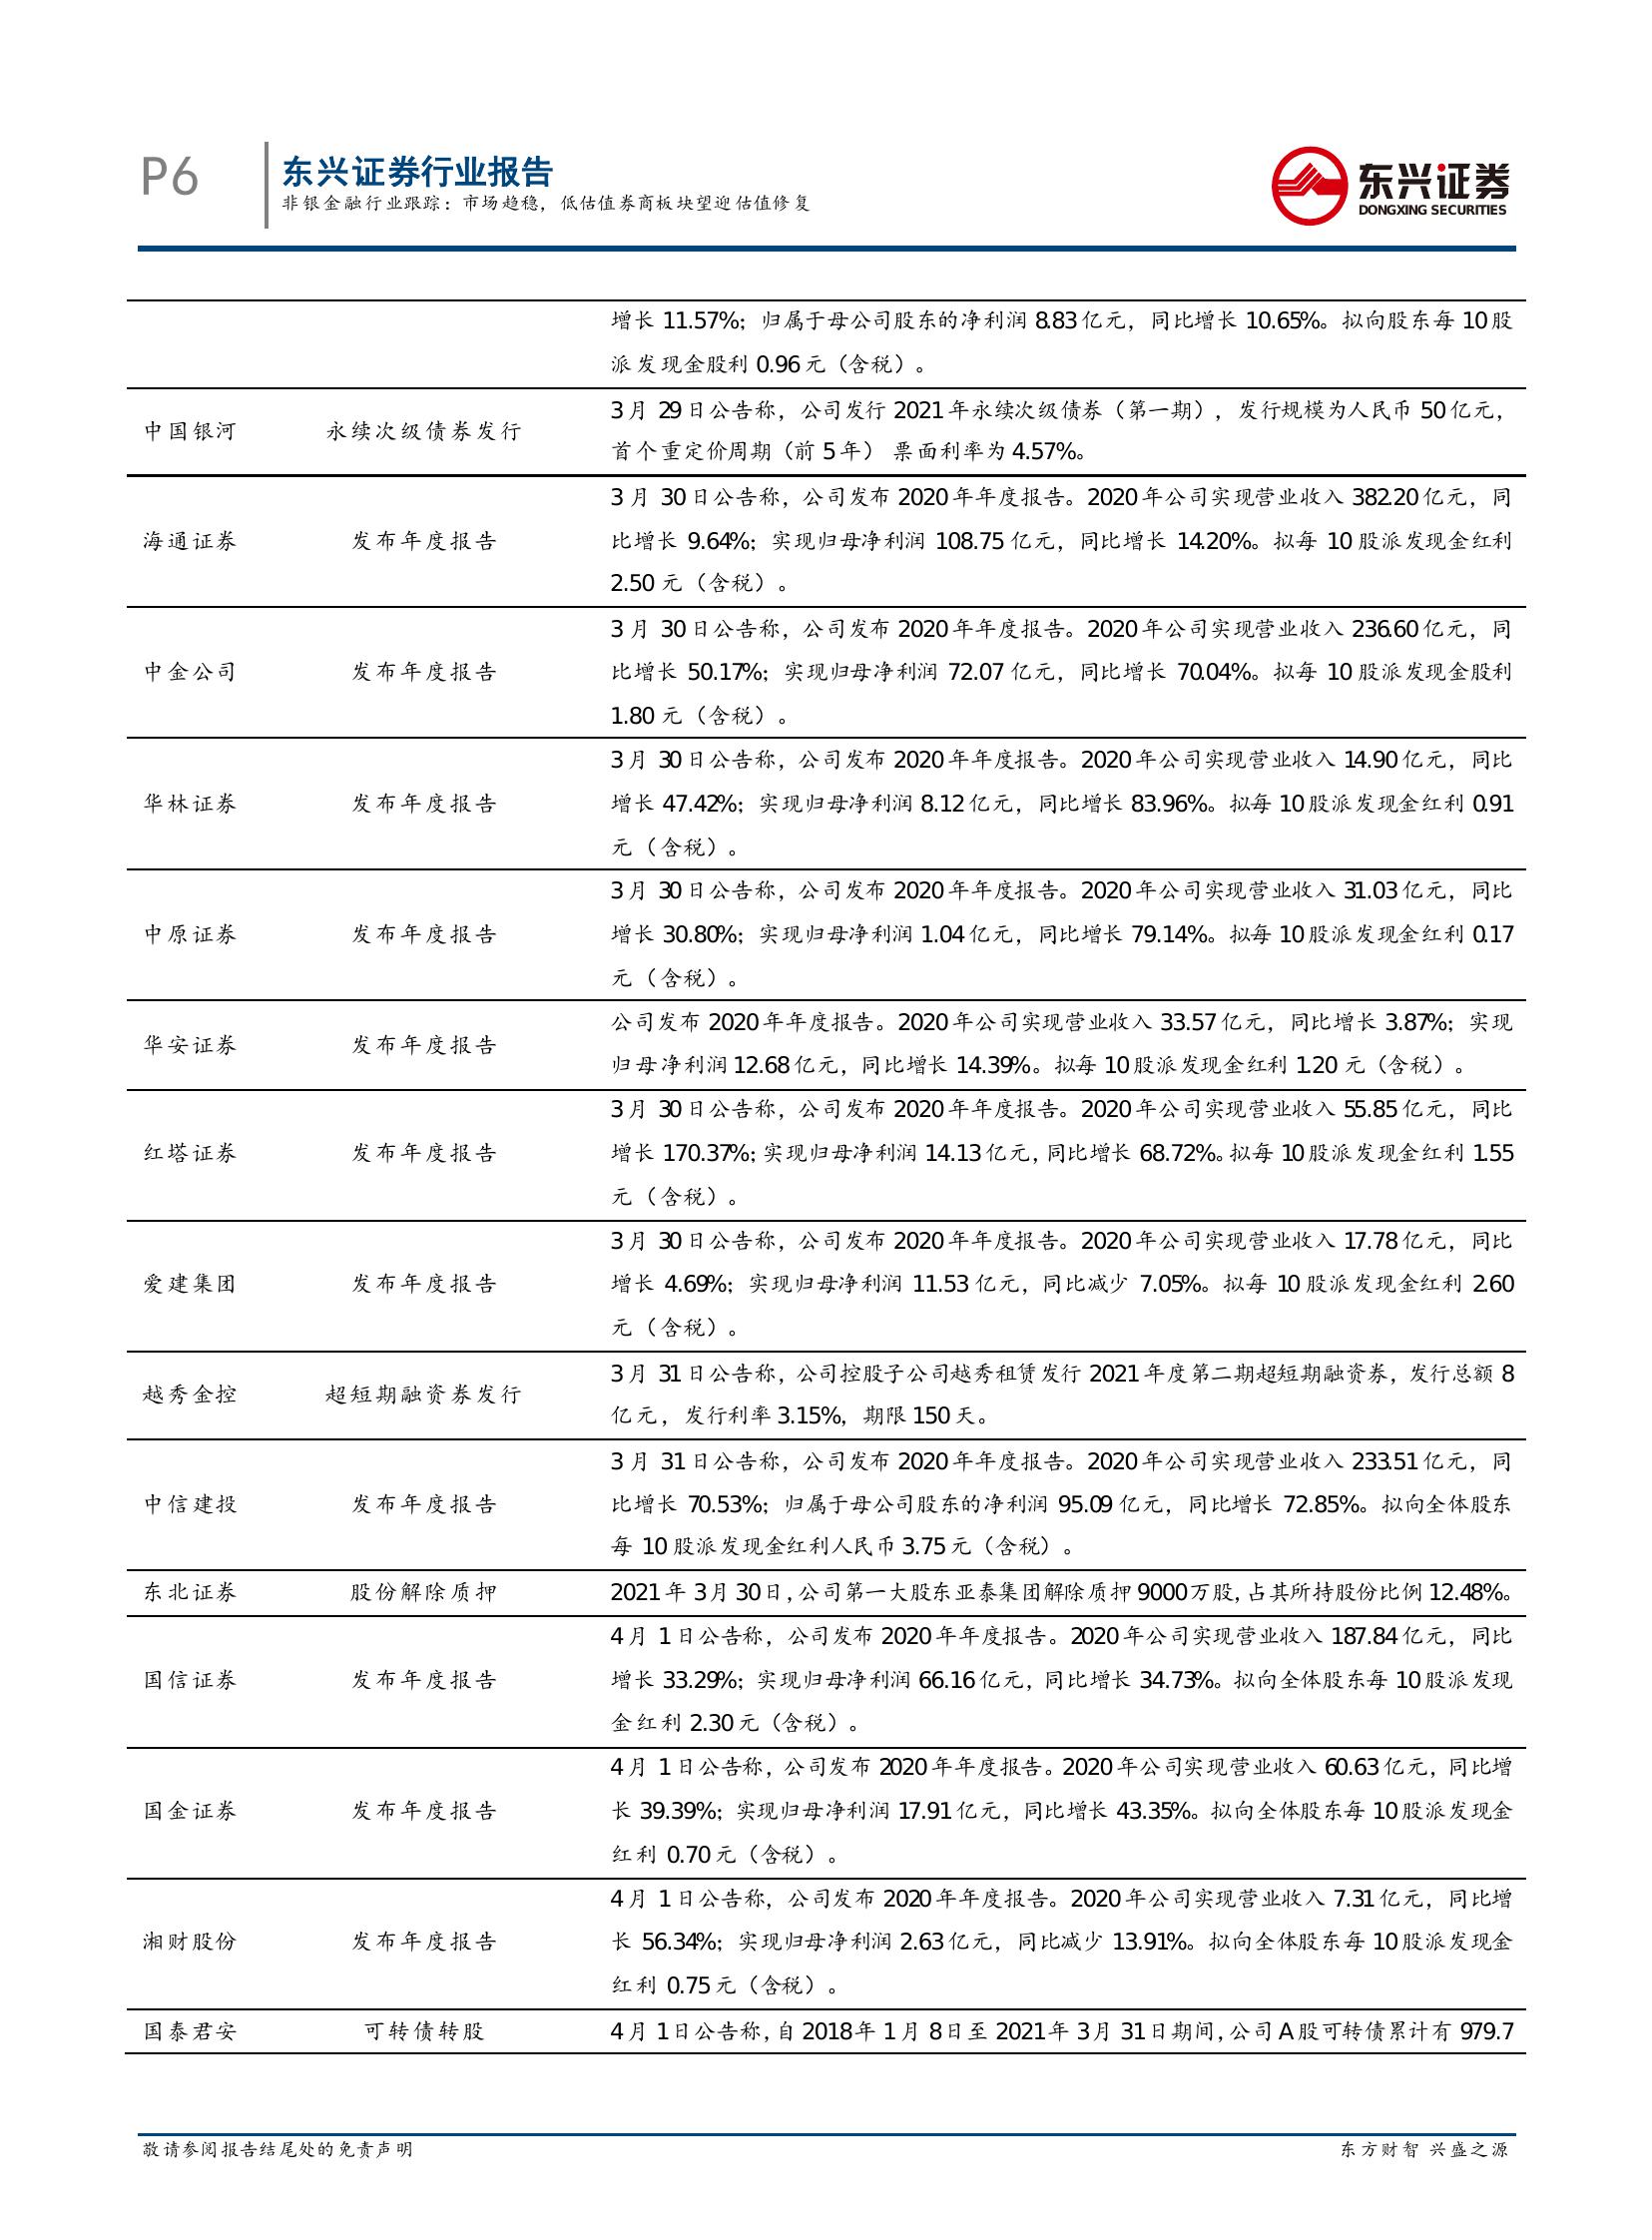 P6
东兴证券行业报告
非银金融行业跟踪：市场趋稳，低估值券商板块望迎估值修复
东兴证券
DONGXING SECURITIES
增长 11.57%；归属于母公司股东的净利润 8.83 亿元，同比增长 10.65%。拟向股东每 10 股
派发现金股利 0.96 元（含税）。
中国银河
永续次级债券发行
3 月 29 日公告称，公司发行 2021 年永续次级债券（第一期），发行规模为人民币 50 亿元，
首个重定价周期（前 5 年） 票面利率为 4.57%。
海通证券
发布年度报告
3 月 30 日公告称，公司发布 2020 年年度报告。2020 年公司实现营业收入 382.20 亿元，同
比增长 9.64%；实现归母净利润 108.75 亿元，同比增长 14.20%。拟每 10 股派发现金红利
2.50 元（含税）。
中金公司
发布年度报告
3 月 30 日公告称，公司发布 2020 年年度报告。2020 年公司实现营业收入 236.60 亿元，同
比增长 50.17%；实现归母净利润 72.07 亿元，同比增长 70.04%。拟每 10 股派发现金股利
1.80 元（含税）。
华林证券
发布年度报告
3 月 30 日公告称，公司发布 2020 年年度报告。2020 年公司实现营业收入 14.90 亿元，同比
增长 47.42%；实现归母净利润 8.12 亿元，同比增长 83.96%。拟每 10 股派发现金红利 0.91
元（含税）。
中原证券
发布年度报告
3 月 30 日公告称，公司发布 2020 年年度报告。2020 年公司实现营业收入 31.03 亿元，同比
增长 30.80%；实现归母净利润 1.04 亿元，同比增长 79.14%。拟每 10 股派发现金红利 0.17
元（含税）。
华安证券
发布年度报告
公司发布 2020 年年度报告。2020 年公司实现营业收入 33.57 亿元，同比增长 3.87%；实现
归母净利润 12.68 亿元，同比增长 14.39%。拟每 10 股派发现金红利 1.20 元（含税）。
红塔证券
发布年度报告
3 月 30 日公告称，公司发布 2020 年年度报告。2020 年公司实现营业收入 55.85 亿元，同比
增长 170.37%；实现归母净利润 14.13 亿元，同比增长 68.72%。拟每 10 股派发现金红利 1.55
元（含税）。
爱建集团
发布年度报告
3 月 30 日公告称，公司发布 2020 年年度报告。2020 年公司实现营业收入 17.78 亿元，同比
增长 4.69%；实现归母净利润 11.53 亿元，同比减少 7.05%。拟每 10 股派发现金红利 2.60
元（含税）。
越秀金控
超短期融资券发行
3 月 31 日公告称，公司控股子公司越秀租赁发行 2021 年度第二期超短期融资券，发行总额 8
亿元，发行利率 3.15%，期限 150 天。
中信建投
发布年度报告
3 月 31 日公告称，公司发布 2020 年年度报告。2020 年公司实现营业收入 233.51 亿元，同
比增长 70.53%；归属于母公司股东的净利润 95.09 亿元，同比增长 72.85%。拟向全体股东
每 10 股派发现金红利人民币 3.75 元（含税）。
东北证券
股份解除质押
2021 年 3 月 30 日，公司第一大股东亚泰集团解除质押 9000 万股，占其所持股份比例 12.48%。
国信证券
发布年度报告
4 月 1 日公告称，公司发布 2020 年年度报告。2020 年公司实现营业收入 187.84 亿元，同比
增长 33.29%；实现归母净利润 66.16 亿元，同比增长 34.73%。拟向全体股东每 10 股派发现
金红利 2.30 元（含税）。
国金证券
发布年度报告
4 月 1 日公告称，公司发布 2020 年年度报告。2020 年公司实现营业收入 60.63 亿元，同比增
长 39.39%；实现归母净利润 17.91 亿元，同比增长 43.35%。拟向全体股东每 10 股派发现金
红利 0.70 元（含税）。
湘财股份
发布年度报告
4 月 1 日公告称，公司发布 2020 年年度报告。2020 年公司实现营业收入 7.31 亿元，同比增
长 56.34%；实现归母净利润 2.63 亿元，同比减少 13.91%。拟向全体股东每 10 股派发现金
红利 0.75 元（含税）。
国泰君安
可转债转股
4 月 1 日公告称，自 2018 年 1 月 8 日至 2021 年 3 月 31 日期间，公司 A 股可转债累计有 979.7
敬请参阅报告结尾处的免责声明
东方财智 兴盛之源